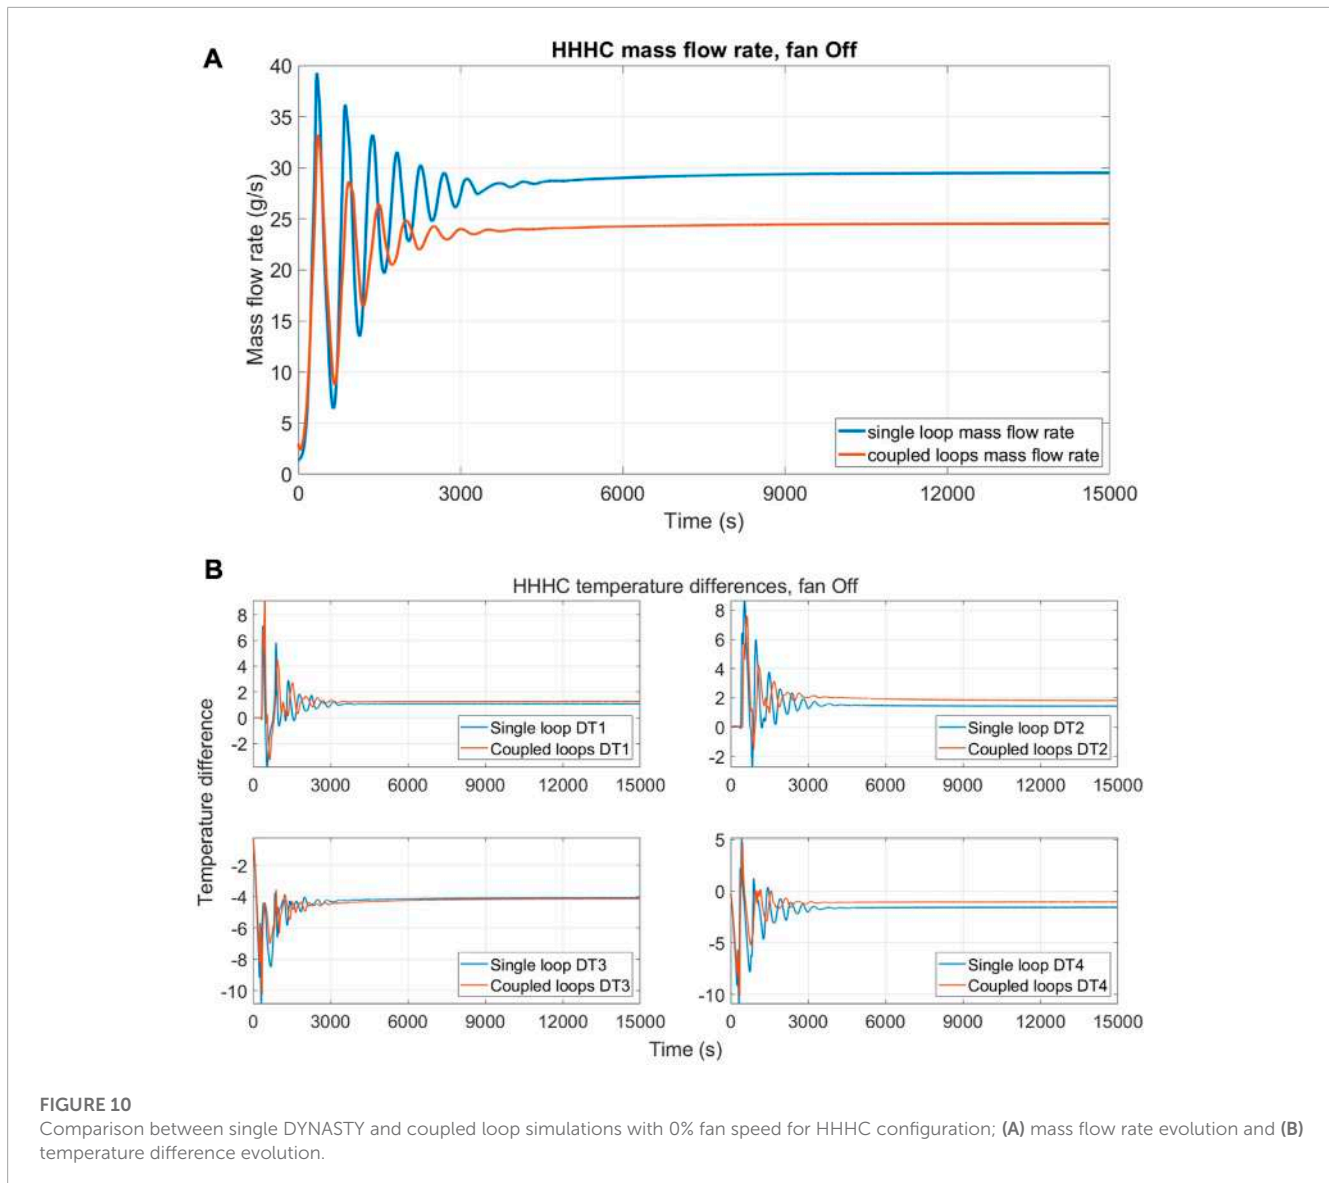 A
HHHC mass flow rate, fan Off
40
35
30
25
20
15
10
5
0
Mass flow rate (g/s)
0 3000 6000 9000 12000 15000
Time (s)
single loop mass flow rate
coupled loops mass flow rate
B
HHHC temperature differences, fan Off
Temperature difference
8
6
4
2
0
-2
0 3000 6000 9000 12000 15000
Single loop DT1
Coupled loops DT1
8
6
4
2
0
-2
0 3000 6000 9000 12000 15000
Single loop DT2
Coupled loops DT2
-2
-4
-6
-8
-10
0 3000 6000 9000 12000 15000
Single loop DT3
Coupled loops DT3
5
0
-5
-10
0 3000 6000 9000 12000 15000
Single loop DT4
Coupled loops DT4
Time (s)
FIGURE 10
Comparison between single DYNASTY and coupled loop simulations with 0% fan speed for HHHC configuration; (A) mass flow rate evolution and (B)
temperature difference evolution.